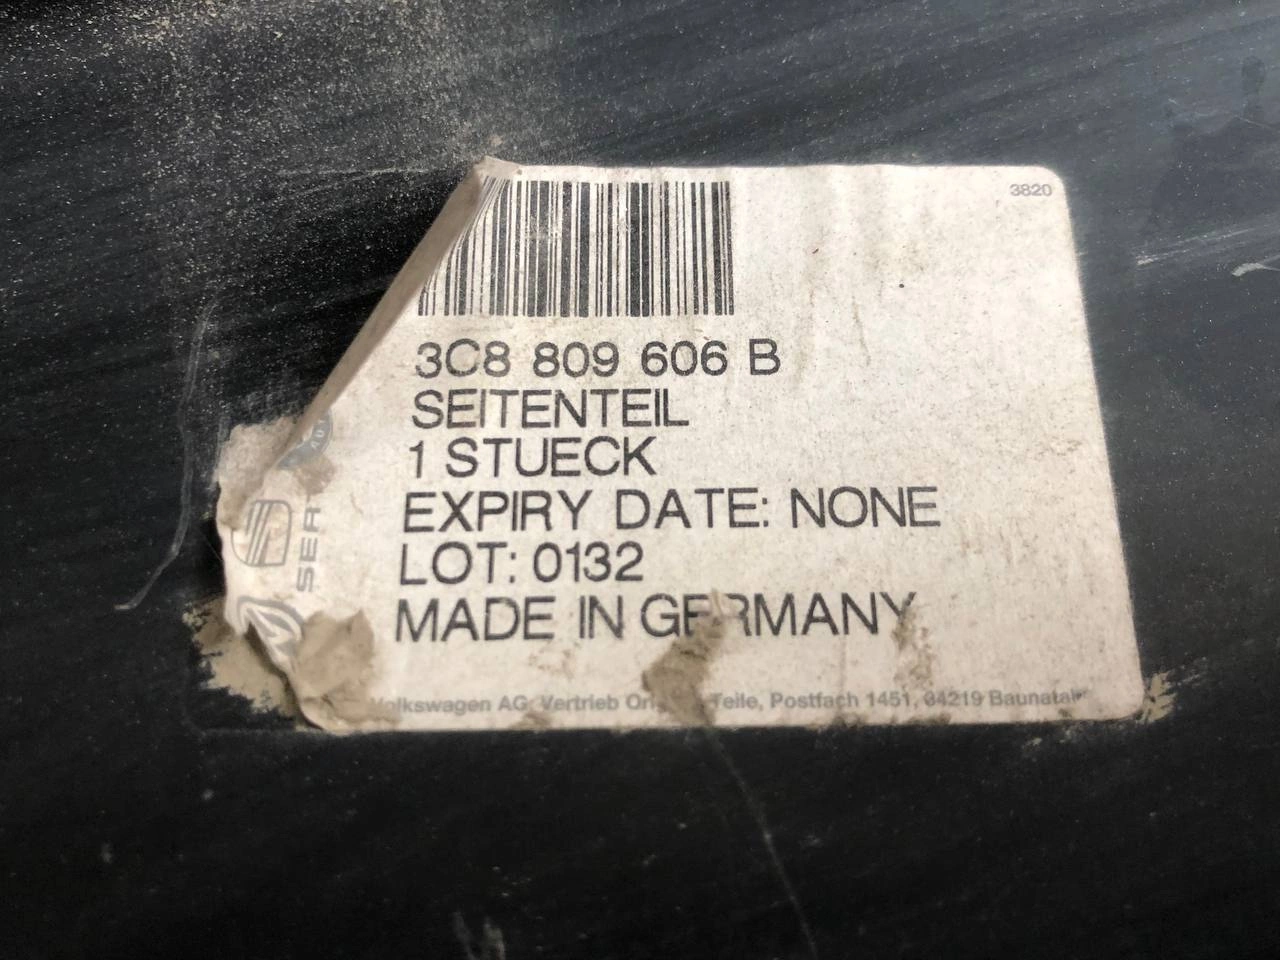 3820
3C8 809 606 B
SEITENTEIL
1 STUECK
EXPIRY DATE: NONE
LOT: 0132
MADE IN GERMANY
SER
Volkswagen AG, Vertrieb Teile, Postfach 1451, 34219 Baunatal